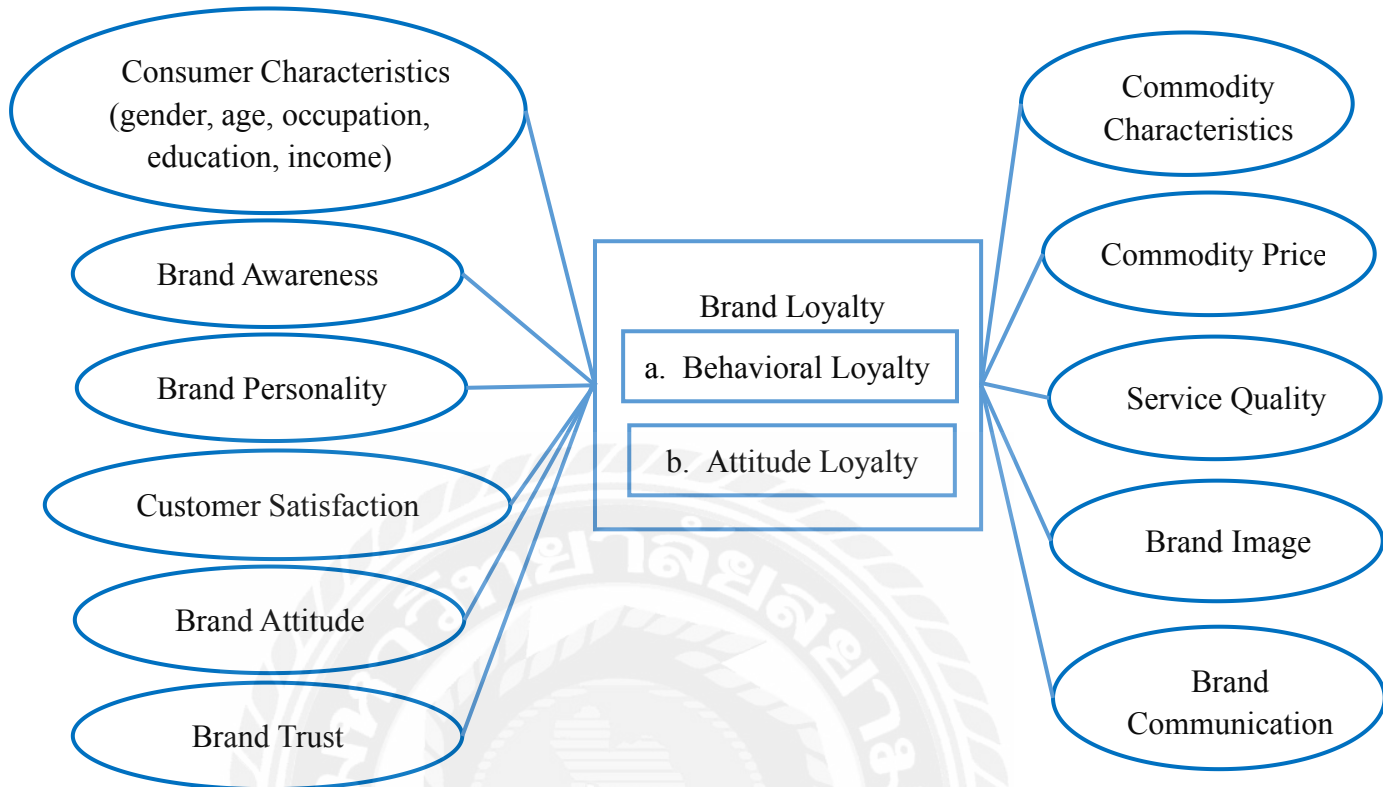 Consumer Characteristics
(gender, age, occupation,
education, income)
Brand Awareness
Brand Personality
Customer Satisfaction
Brand Attitude
Brand Trust
Brand Loyalty
a. Behavioral Loyalty
b. Attitude Loyalty
Commodity
Characteristics
Commodity Price
Service Quality
Brand Image
Brand
Communication